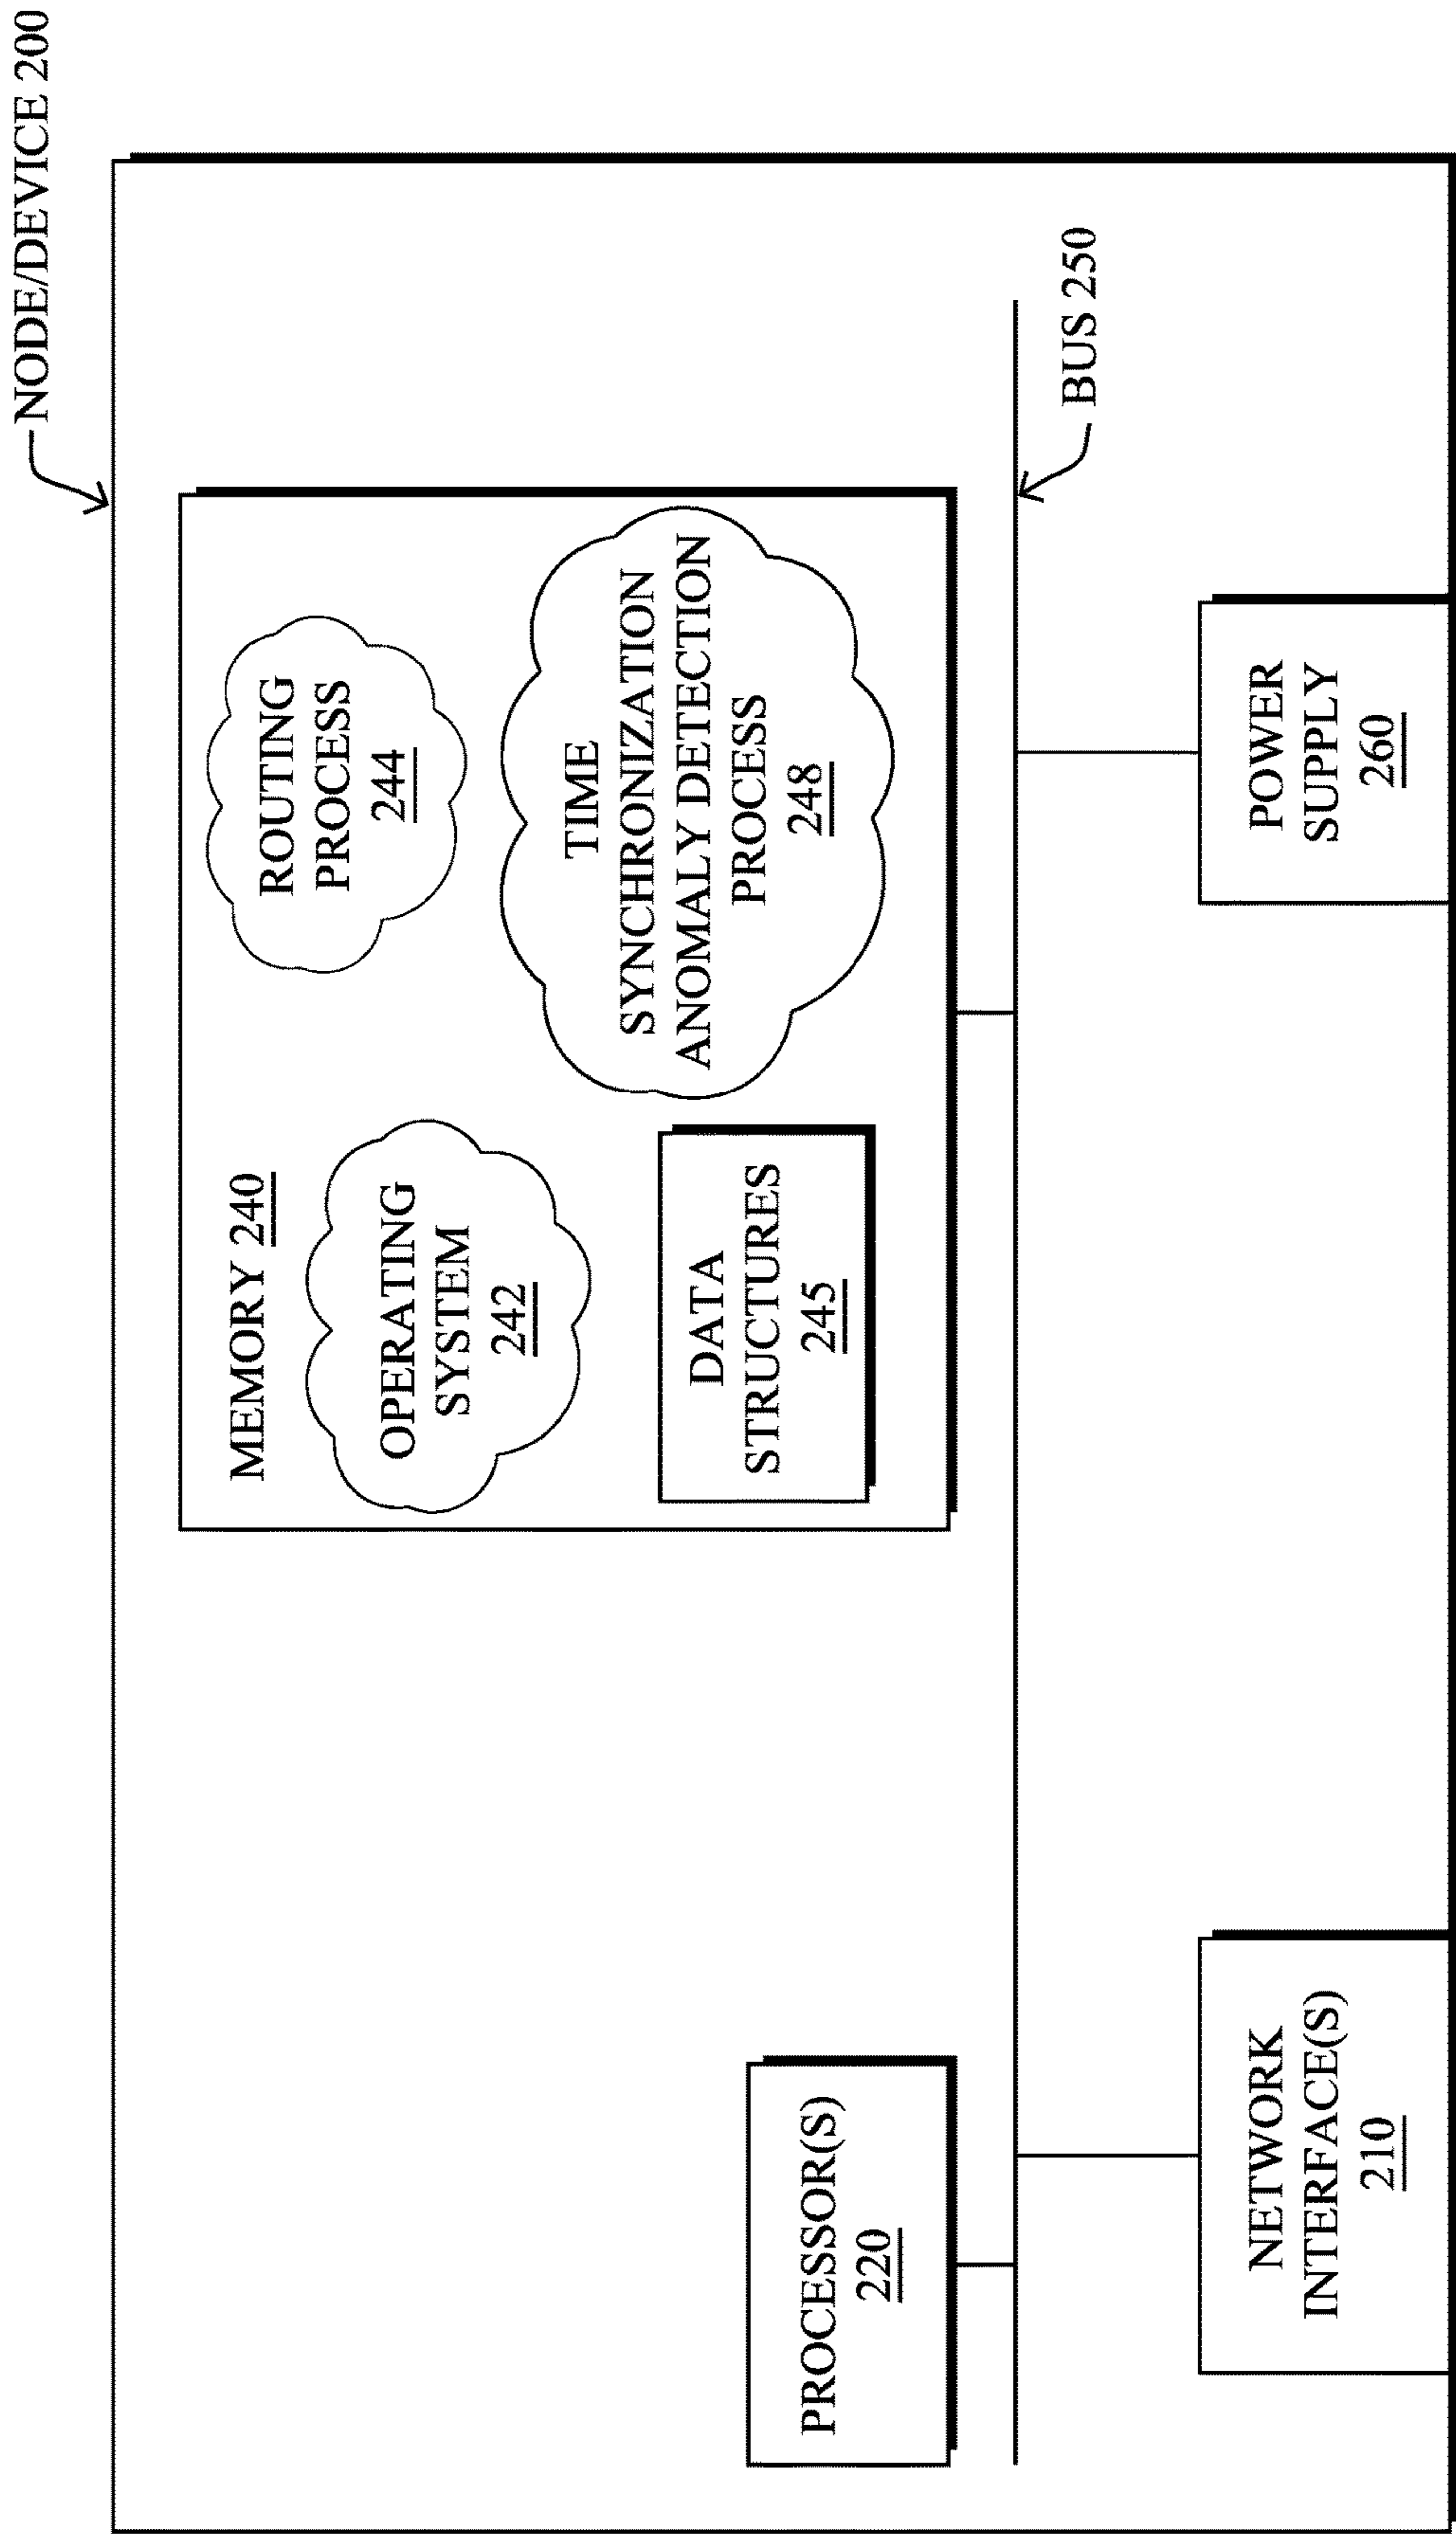 NODE/DEVICE 200
MEMORY 240
OPERATING
SYSTEM
242
ROUTING
PROCESS
244
DATA
STRUCTURES
245
TIME
SYNCHRONIZATION
ANOMALY DETECTION
PROCESS
248
PROCESSOR(S)
220
BUS 250
NETWORK
INTERFACE(S)
210
POWER
SUPPLY
260